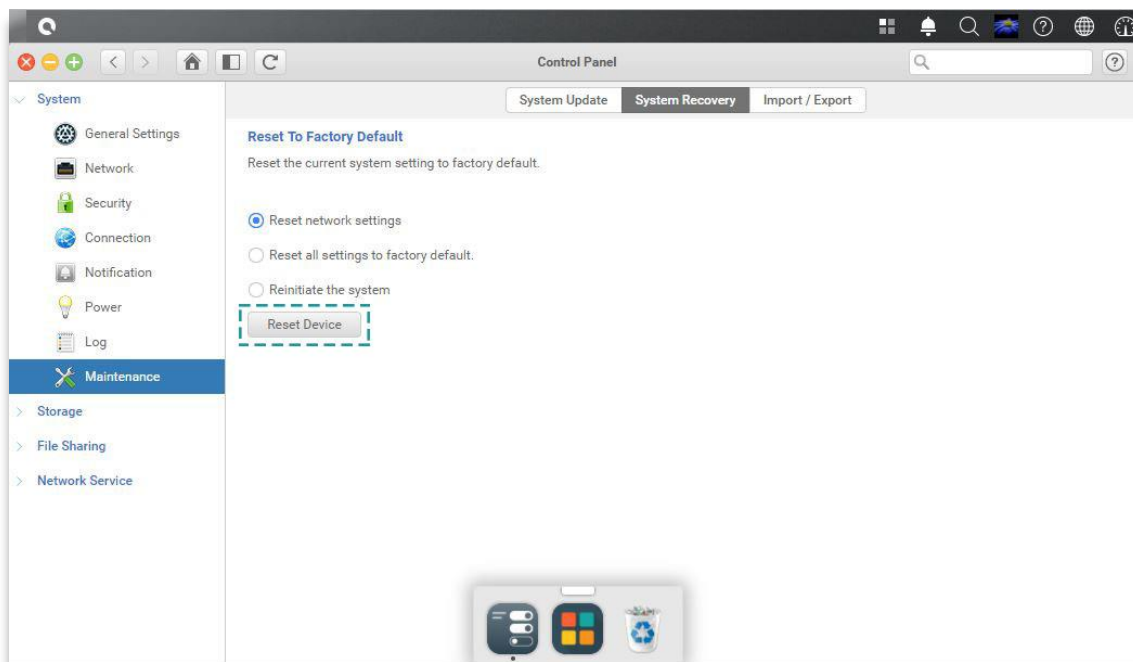 Control Panel
System
General Settings
Network
Security
Connection
Notification
Power
Log
Maintenance
Storage
File Sharing
Network Service
System Update
System Recovery
Import / Export
Reset To Factory Default
Reset the current system setting to factory default.
Reset network settings
Reset all settings to factory default.
Reinitiate the system
Reset Device